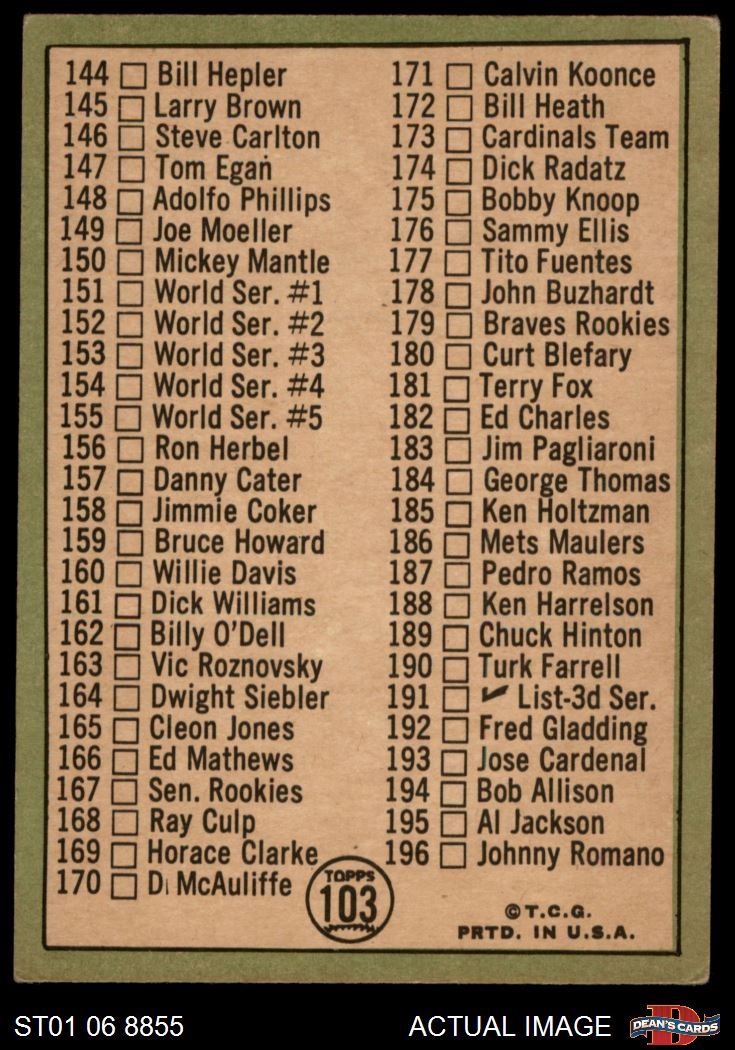 144 Bill Hepler
145 Larry Brown
146 Steve Carlton
147 Tom Egan
148 Adolfo Phillips
149 Joe Moeller
150 Mickey Mantle
151 World Ser. #1
152 World Ser. #2
153 World Ser. #3
154 World Ser. #4
155 World Ser. #5
156 Ron Herbel
157 Danny Cater
158 Jimmie Coker
159 Bruce Howard
160 Willie Davis
161 Dick Williams
162 Billy O'Dell
163 Vic Roznovsky
164 Dwight Siebler
165 Cleon Jones
166 Ed Mathews
167 Sen. Rookies
168 Ray Culp
169 Horace Clarke
170 D. McAuliffe
171 Calvin Koonce
172 Bill Heath
173 Cardinals Team
174 Dick Radatz
175 Bobby Knoop
176 Sammy Ellis
177 Tito Fuentes
178 John Buzhardt
179 Braves Rookies
180 Curt Blefary
181 Terry Fox
182 Ed Charles
183 Jim Pagliaroni
184 George Thomas
185 Ken Holtzman
186 Mets Maulers
187 Pedro Ramos
188 Ken Harrelson
189 Chuck Hinton
190 Turk Farrell
191 ✔ List-3d Ser.
192 Fred Gladding
193 Jose Cardenal
194 Bob Allison
195 Al Jackson
196 Johnny Romano
TOPPS
103
© T.C.G.
PRTD. IN U.S.A.
ST01 06 8855
ACTUAL IMAGE
DEAN'S CARDS